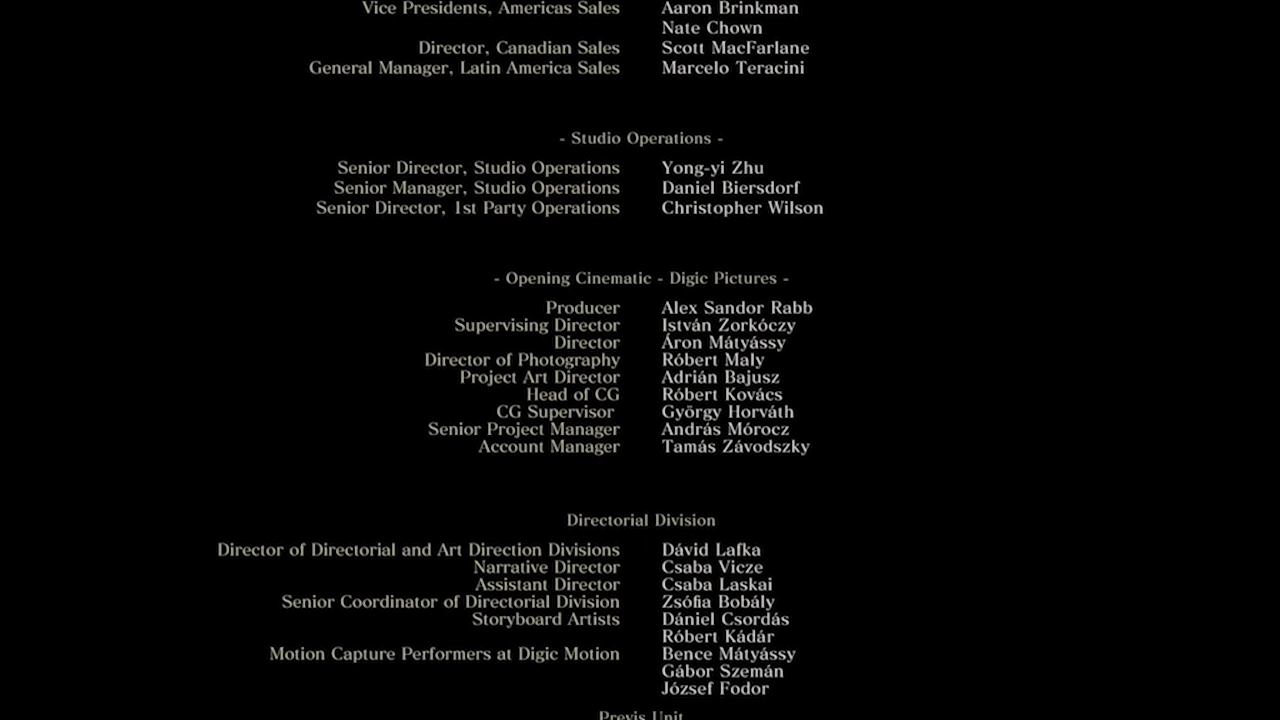 Vice Presidents, Americas Sales Aaron Brinkman
Nate Chown
Director, Canadian Sales Scott MacFarlane
General Manager, Latin America Sales Marcelo Teracini
- Studio Operations -
Senior Director, Studio Operations Yong-yi Zhu
Senior Manager, Studio Operations Daniel Biersdorf
Senior Director, 1st Party Operations Christopher Wilson
- Opening Cinematic - Digic Pictures -
Producer Alex Sandor Rabb
Supervising Director István Zorkóczy
Director Áron Mátyássy
Director of Photography Róbert Maly
Project Art Director Adrián Bajusz
Head of CG Róbert Kovács
CG Supervisor György Horváth
Senior Project Manager András Mórocz
Account Manager Tamás Závodszky
Directorial Division
Director of Directorial and Art Direction Divisions Dávid Lafka
Narrative Director Csaba Vicze
Assistant Director Csaba Laskai
Senior Coordinator of Directorial Division Zsófia Bobály
Storyboard Artists Dániel Csordás
Róbert Kádár
Motion Capture Performers at Digic Motion Bence Mátyássy
Gábor Szemán
József Fodor
Previs Unit